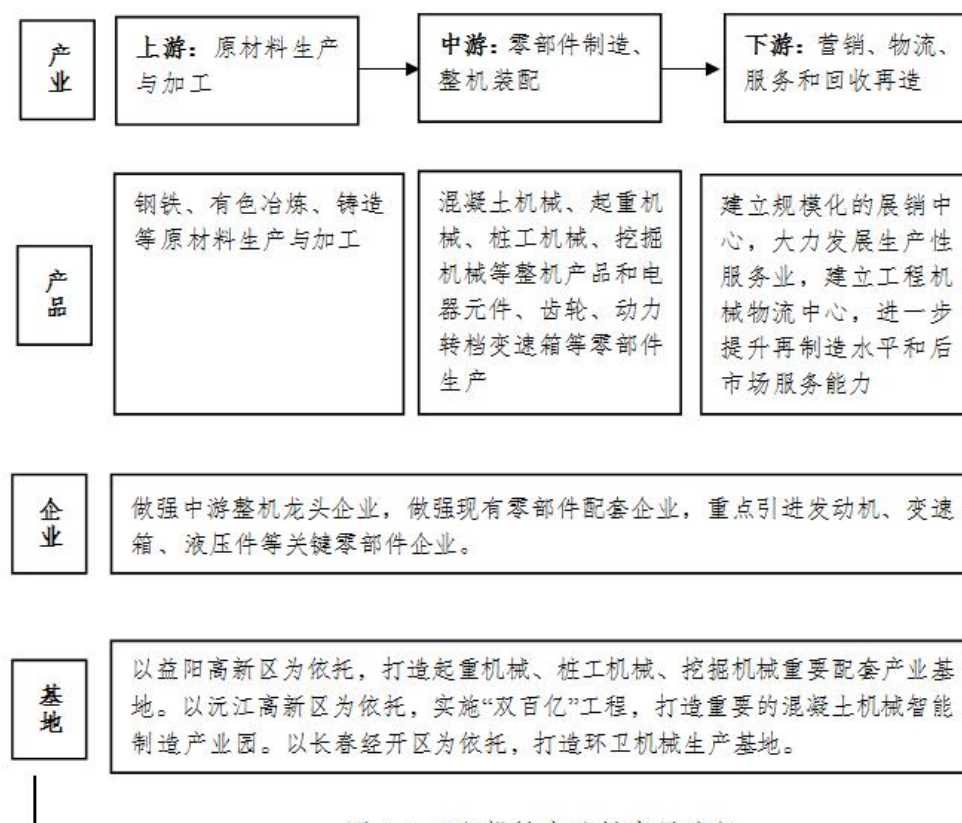 产业
上游：原材料生产
与加工
中游：零部件制造、
整机装配
下游：营销、物流、
服务和回收再造
产品
钢铁、有色冶炼、铸造
等原材料生产与加工
混凝土机械、起重机
械、桩工机械、挖掘
机械等整机产品和电
器元件、齿轮、动力
转档变速箱等零部件
生产
建立规模化的展销中
心，大力发展生产性
服务业，建立工程机
械物流中心，进一步
提升再制造水平和后
市场服务能力
企业
做强中游整机龙头企业，做强现有零部件配套企业，重点引进发动机、变速
箱、液压件等关键零部件企业。
基地
以益阳高新区为依托，打造起重机械、桩工机械、挖掘机械重要配套产业基
地。以沅江高新区为依托，实施“双百亿”工程，打造重要的混凝土机械智能
制造产业园。以长春经开区为依托，打造环卫机械生产基地。